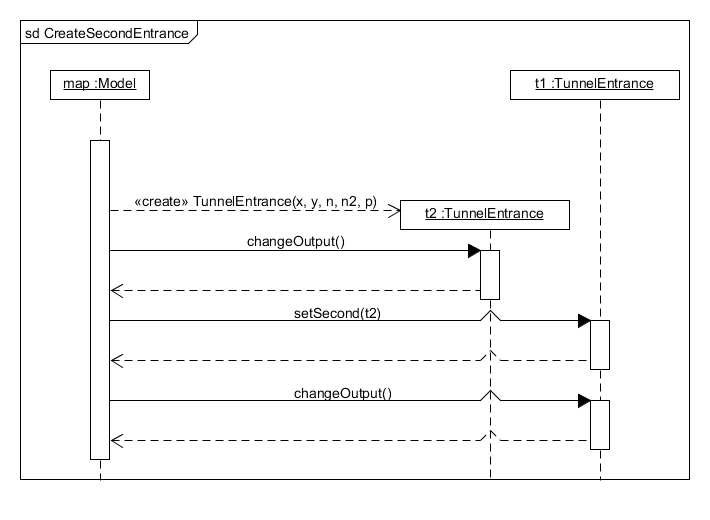 sd CreateSecondEntrance
map :Model
t1 :TunnelEntrance
«create» TunnelEntrance(x, y, n, n2, p)
t2 :TunnelEntrance
changeOutput()
setSecond(t2)
changeOutput()